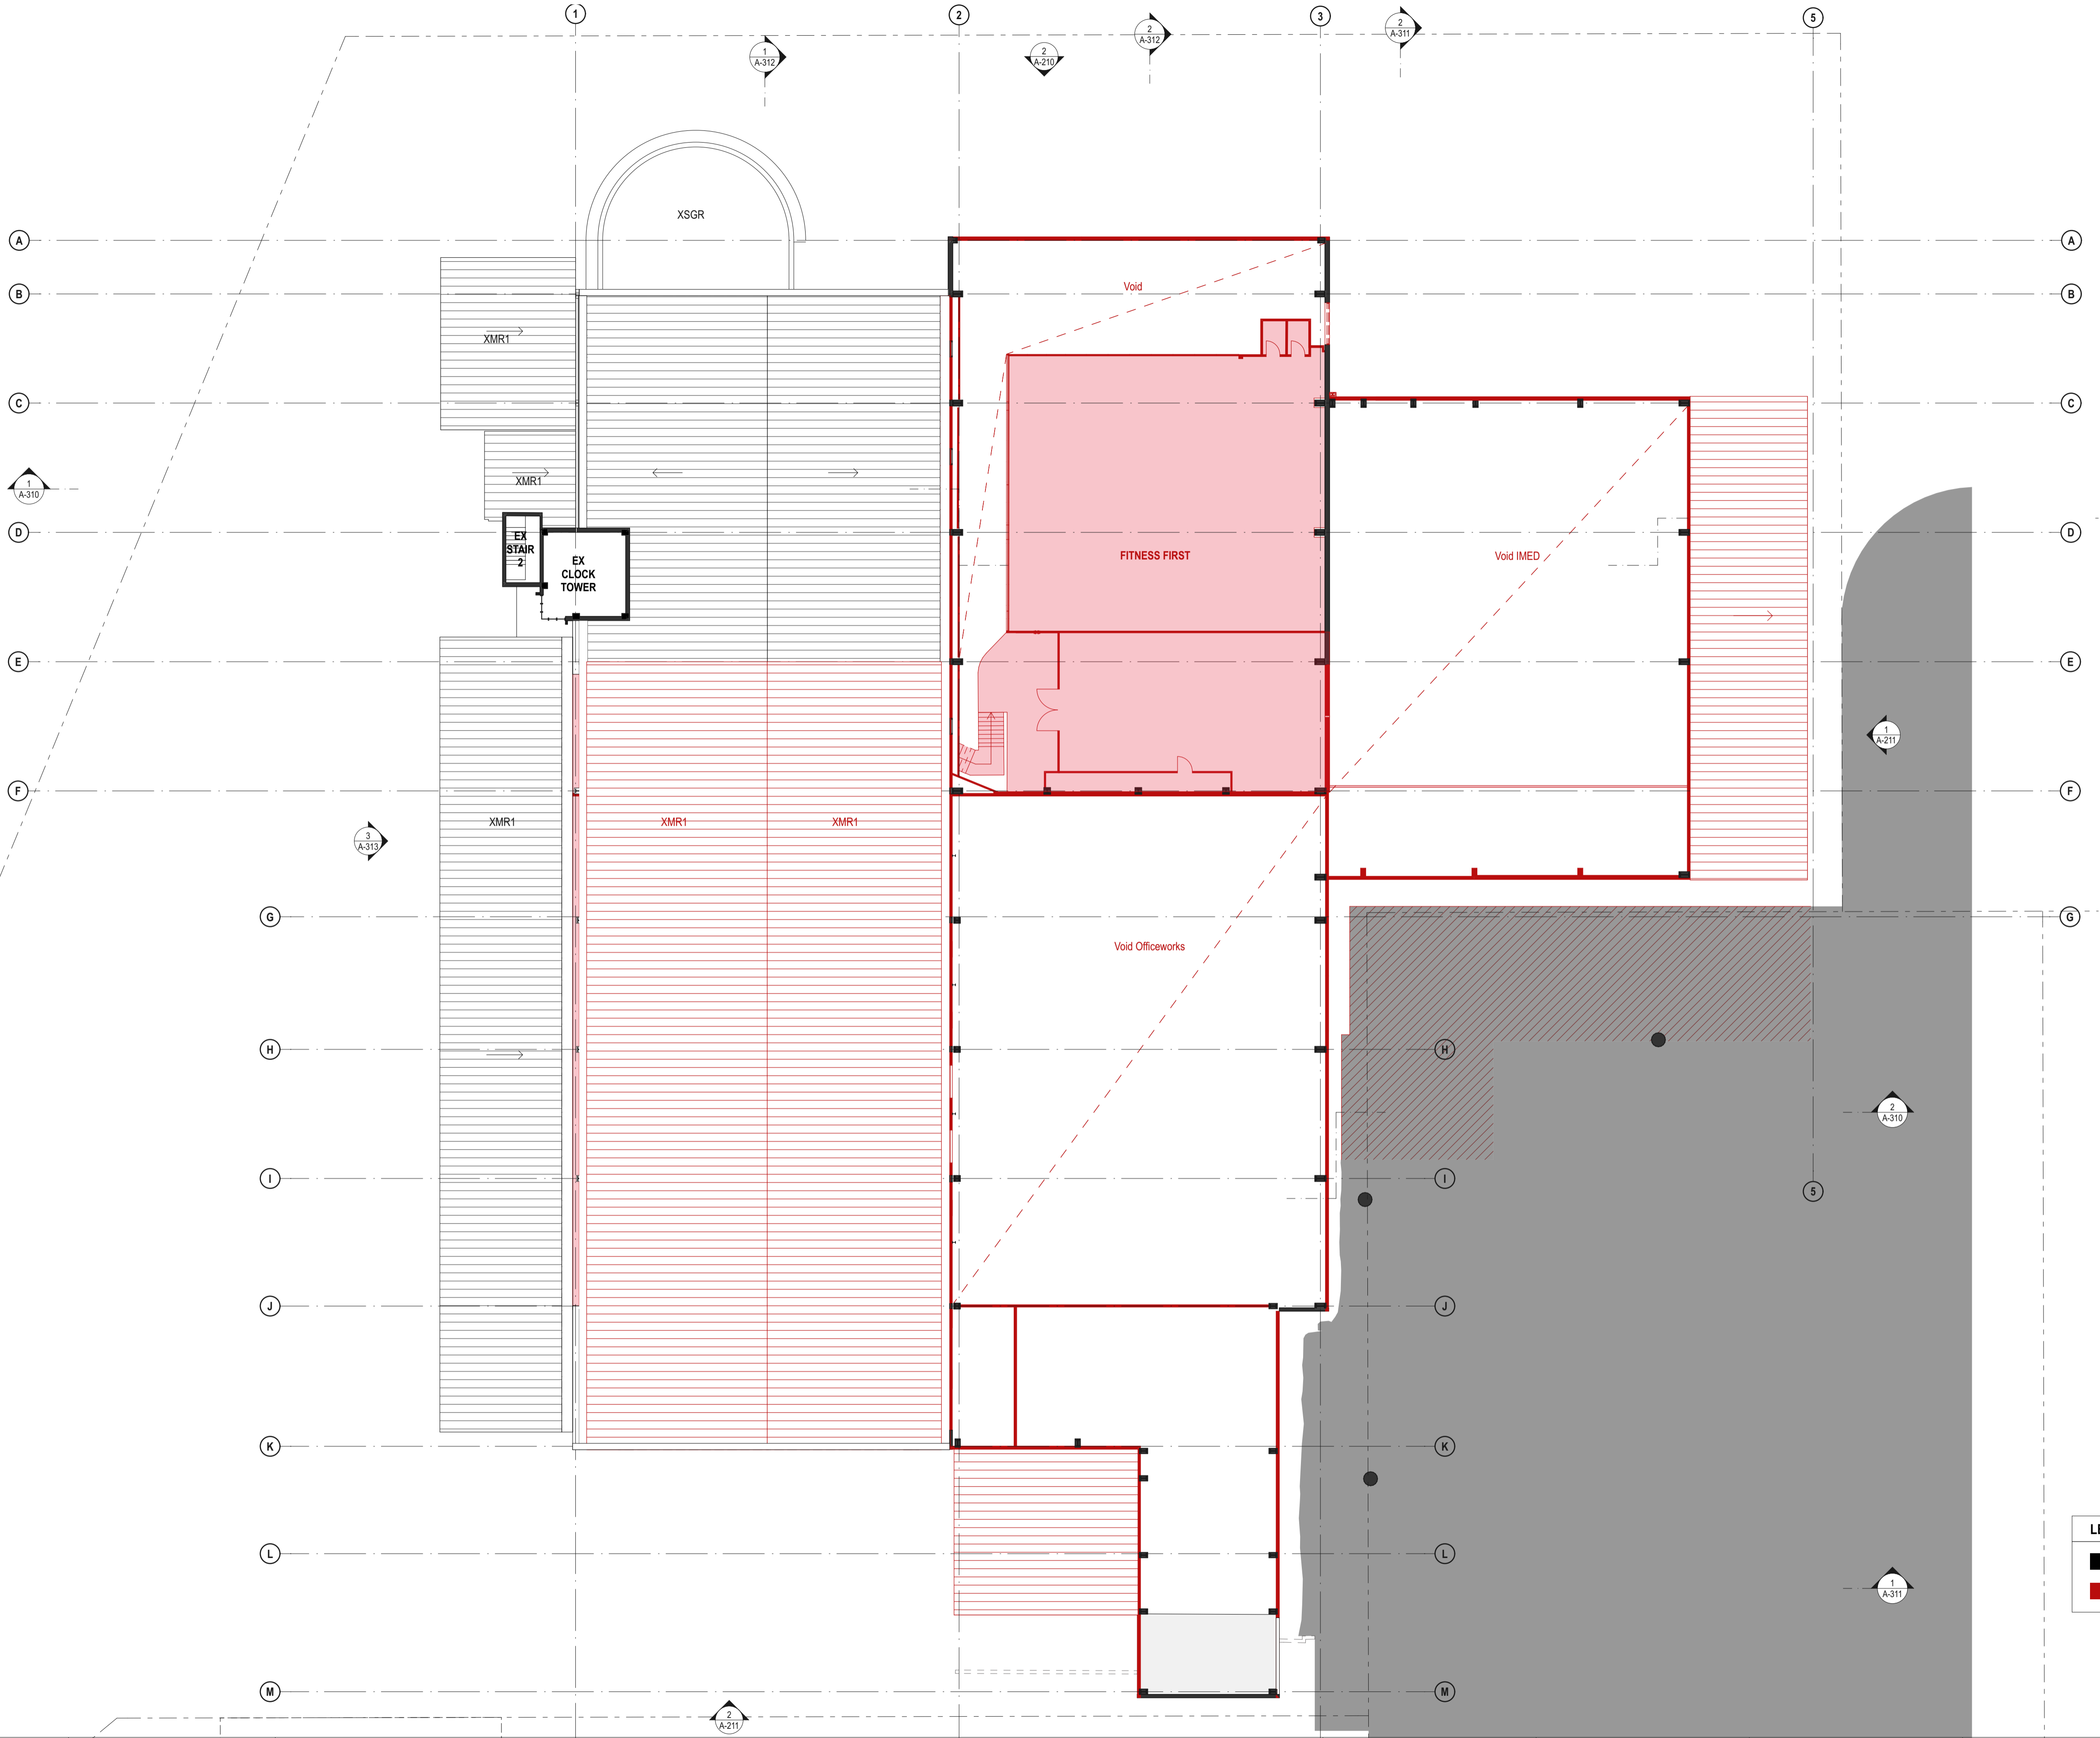 1
2
3
5
1
A-312
2
A-210
2
A-312
2
A-311
XSGR
A
A
B
Void
B
XMR1
C
C
XMR1
1
A-310
D
EX
STAIR
2
EX
CLOCK
TOWER
FITNESS FIRST
Void IMED
D
E
E
1
A-211
F
F
XMR1
XMR1
XMR1
3
A-313
G
Void Officeworks
G
H
H
2
A-310
I
I
5
J
J
K
K
L
L
LE
1
A-311
M
M
2
A-211